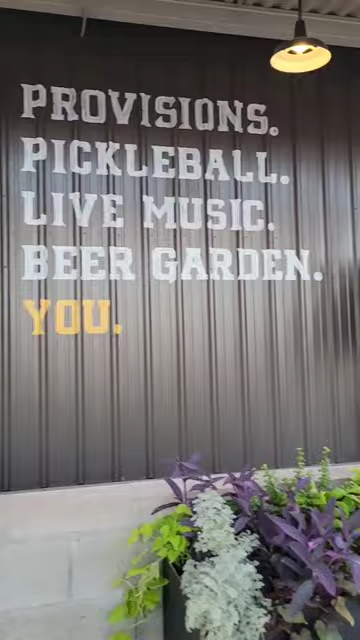 PROVISIONS.
PICKLEBALL.
LIVE MUSIC.
BEER GARDEN.
YOU.